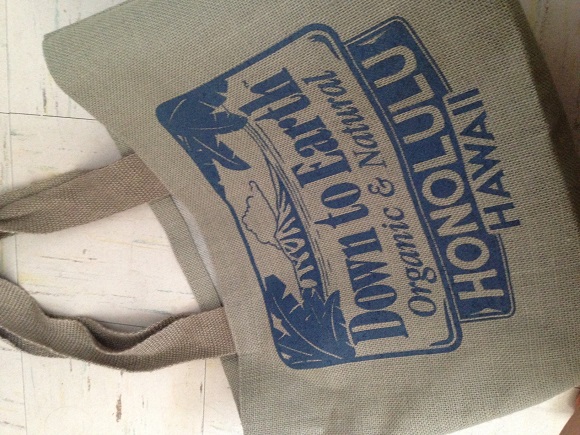 Down to Earth
Organic & Natural
HONOLULU
HAWAII